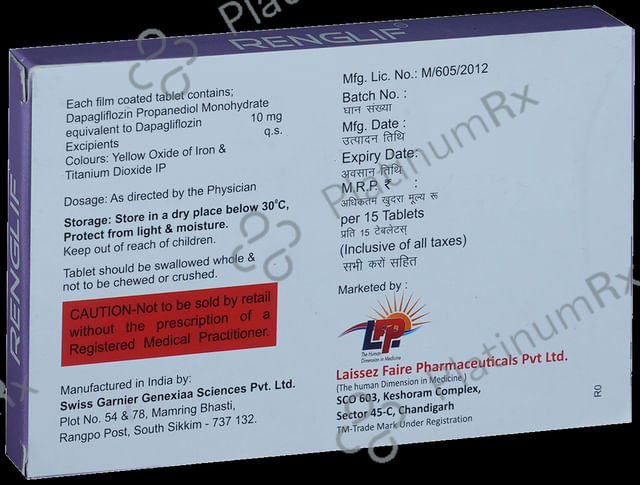 RENGLIF®
RENGLIF®
Each film coated tablet contains;
Dapagliflozin Propanediol Monohydrate
equivalent to Dapagliflozin 10 mg
Excipients q.s.
Colours: Yellow Oxide of Iron &
Titanium Dioxide IP
Dosage: As directed by the Physician
Storage: Store in a dry place below 30°C,
Protect from light & moisture.
Keep out of reach of children.
Tablet should be swallowed whole &
not to be chewed or crushed.
CAUTION-Not to be sold by retail
without the prescription of a
Registered Medical Practitioner.
Manufactured in India by:
Swiss Garnier Genexiaa Sciences Pvt. Ltd.
Plot No. 54 & 78, Mamring Bhasti,
Rangpo Post, South Sikkim - 737 132.
Mfg. Lic. No.: M/605/2012
Batch No. :
घान संख्या
Mfg. Date :
उत्पादन तिथि
Expiry Date:
अवसान तिथि
M.R.P. ₹ :
अधिकतम खुदरा मूल्य रू
per 15 Tablets
प्रति 15 टेबलेटस्
(Inclusive of all taxes)
सभी करों सहित
Marketed by :
LFP
The Human
Dimension in Medicine
Laissez Faire Pharmaceuticals Pvt Ltd.
(The human Dimension in Medicine)
SCO 603, Keshoram Complex,
Sector 45-C, Chandigarh
TM-Trade Mark Under Registration
R0
PlatinumRx
PlatinumRx
PlatinumRx
PlatinumRx
Rx